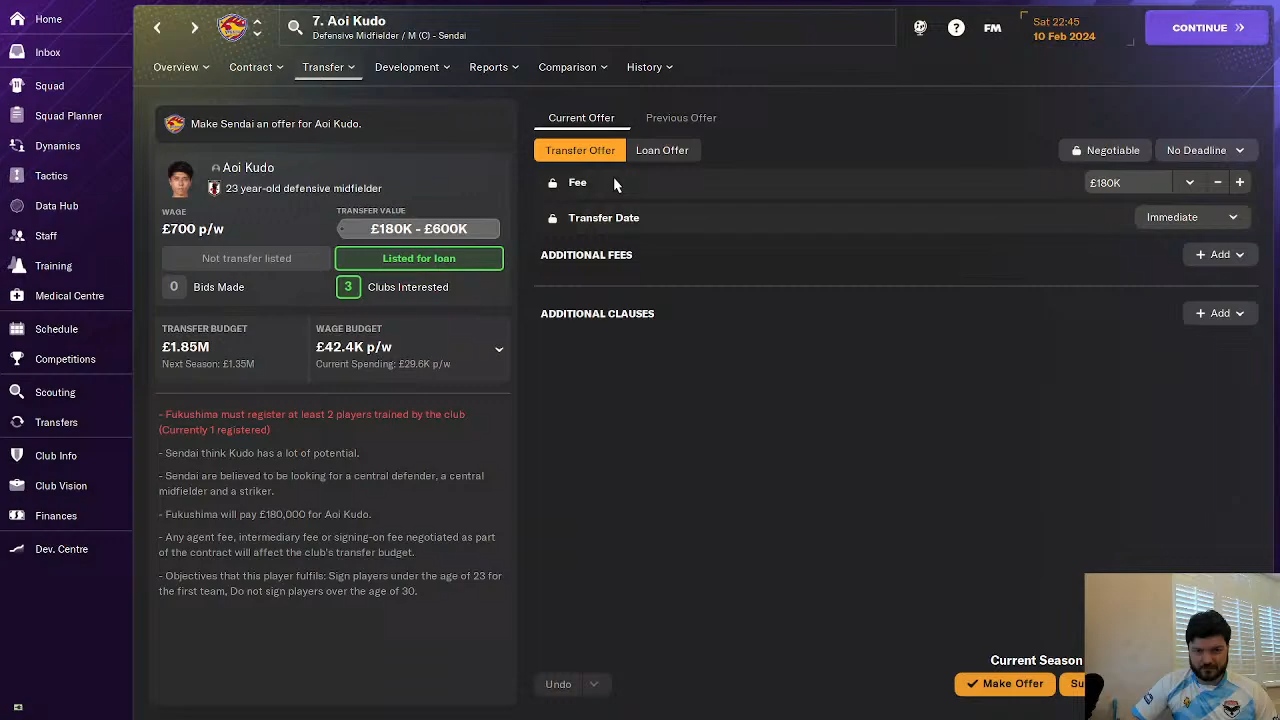 Home
Inbox
Squad
Squad Planner
Dynamics
Tactics
Data Hub
Staff
Training
Medical Centre
Schedule
Competitions
Scouting
Transfers
Club Info
Club Vision
Finances
Dev. Centre
7. Aoi Kudo
Defensive Midfielder / M (C) - Sendai
? FM
Sat 22:45
10 Feb 2024
CONTINUE
Overview
Contract
Transfer
Development
Reports
Comparison
History
Make Sendai an offer for Aoi Kudo.
Aoi Kudo
23 year-old defensive midfielder
WAGE
£700 p/w
TRANSFER VALUE
£180K - £600K
Not transfer listed
Listed for loan
0 Bids Made
3 Clubs Interested
TRANSFER BUDGET
£1.85M
Next Season: £1.35M
WAGE BUDGET
£42.4K p/w
Current Spending: £29.6K p/w
- Fukushima must register at least 2 players trained by the club
(Currently 1 registered)
- Sendai think Kudo has a lot of potential.
- Sendai are believed to be looking for a central defender, a central
midfielder and a striker.
- Fukushima will pay £180,000 for Aoi Kudo.
- Any agent fee, intermediary fee or signing-on fee negotiated as part
of the contract will affect the club's transfer budget.
- Objectives that this player fulfils: Sign players under the age of 23 for
the first team, Do not sign players over the age of 30.
Current Offer
Previous Offer
Transfer Offer
Loan Offer
Negotiable
No Deadline
Fee
£180K
- +
Transfer Date
Immediate
ADDITIONAL FEES
+ Add
ADDITIONAL CLAUSES
+ Add
Undo
Current Season
Make Offer
Su